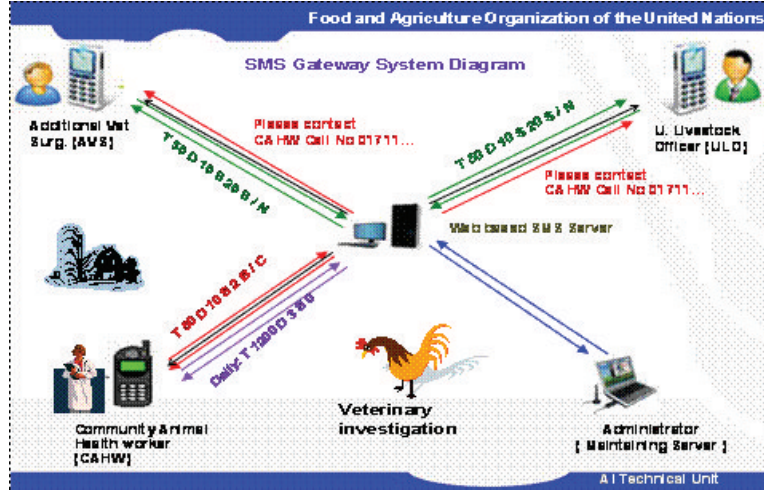 Food and Agriculture Organization of the United Nations
SMS Gateway System Diagram
Additional Vet
Surg. (AVS)
Please contact
CAHW Cell No 01711...
U. Livestock
Officer (ULO)
Please contact
CAHW Cell No 01711...
Web based SMS Server
Veterinary
investigation
Community Animal
Health worker
(CAHW)
Administrator
( Maintaining Server )
AI Technical Unit